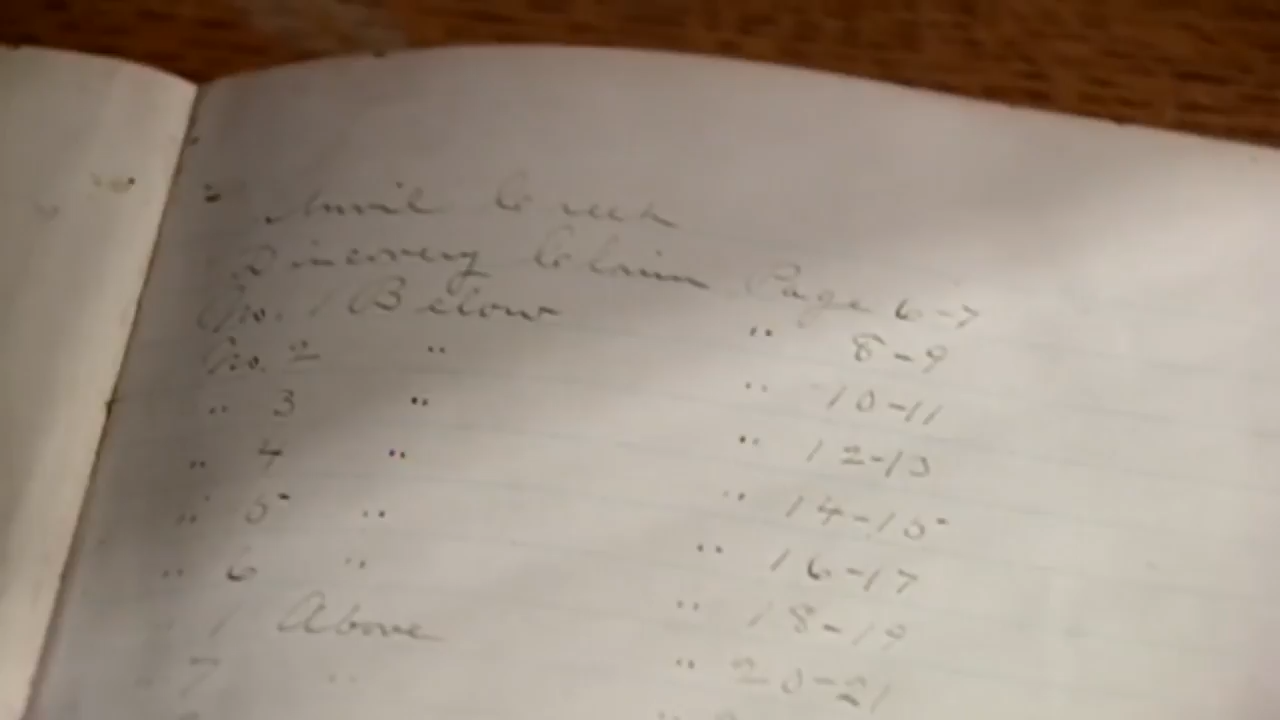 Anvil Creek
Discovery Claim Page 6-7
No. 1 Below " 8-9
No. 2 " " 10-11
" 3 " " 12-13
" 4 " " 14-15
" 5 " " 16-17
" 6 " " 18-19
1 Above " 20-21